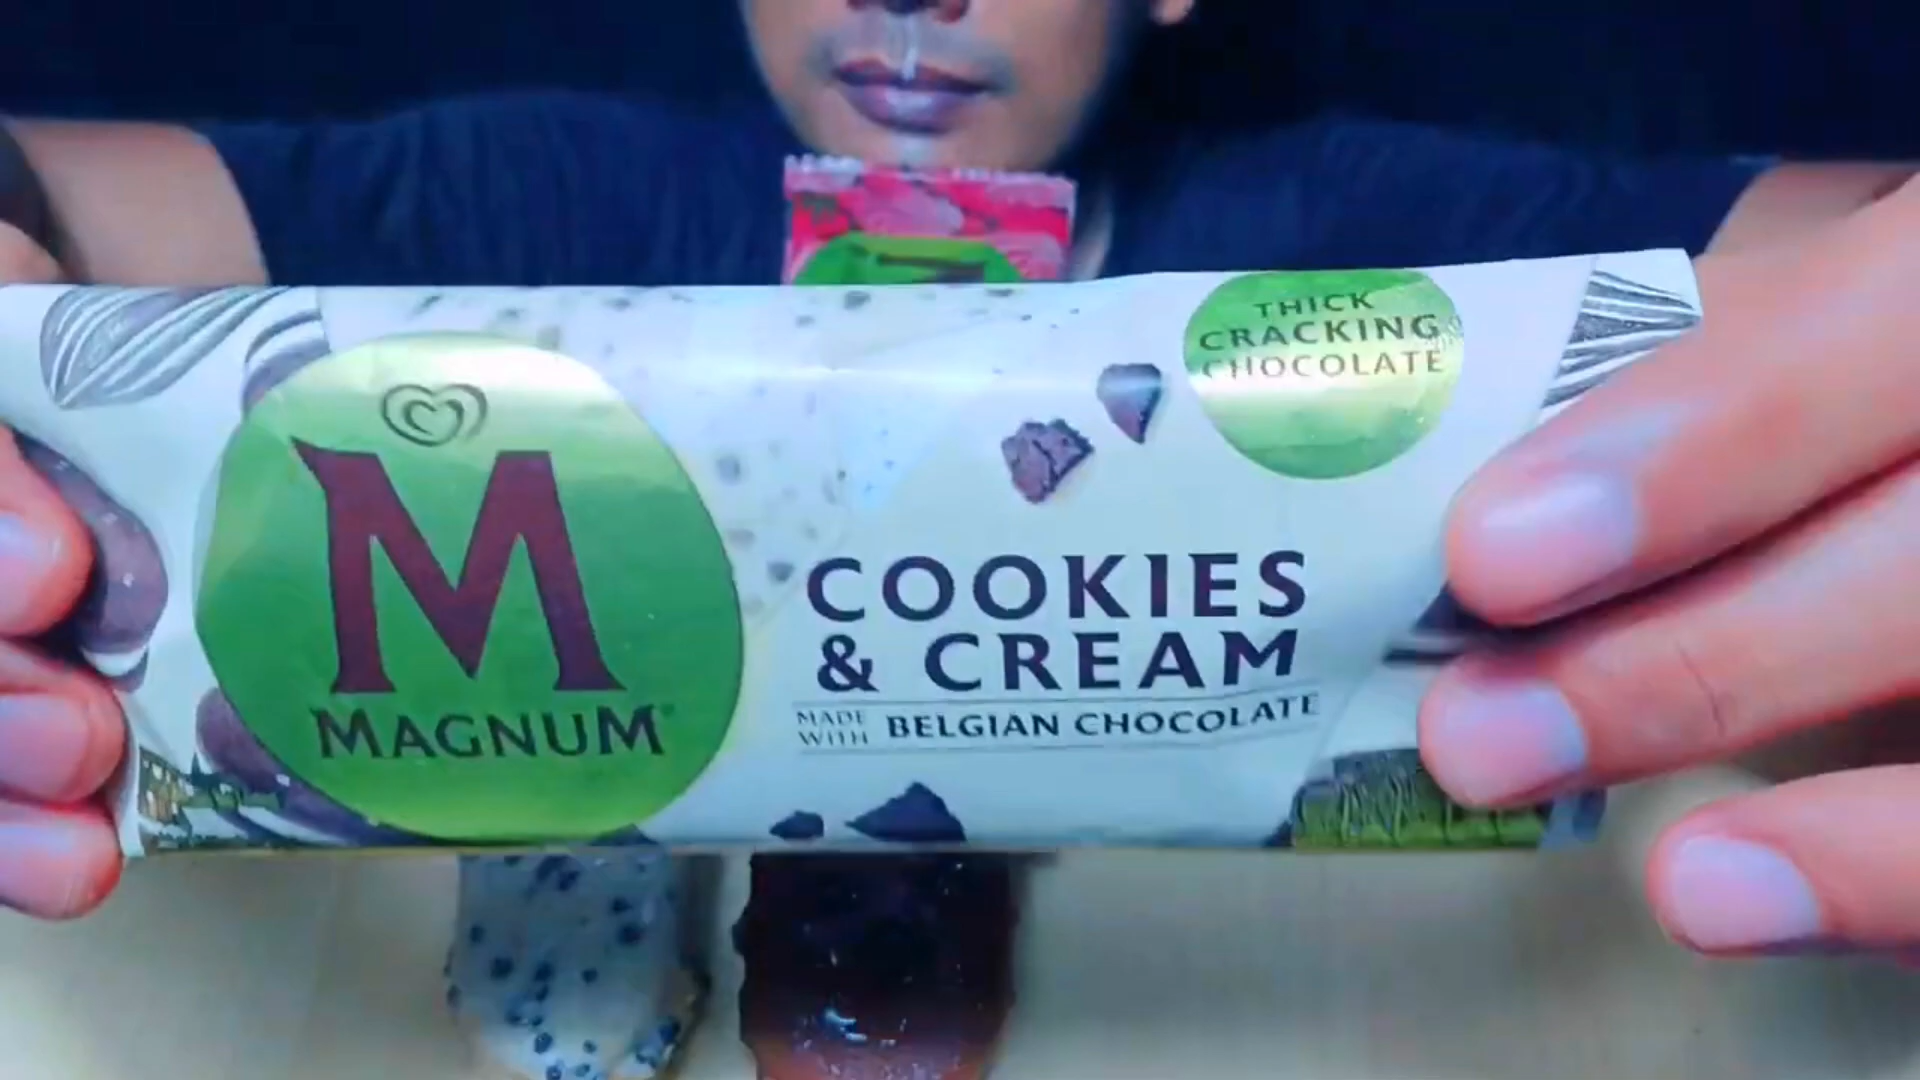 M
MAGNUM
THICK
CRACKING
CHOCOLATE
COOKIES
& CREAM
MADE
WITH
BELGIAN CHOCOLATE